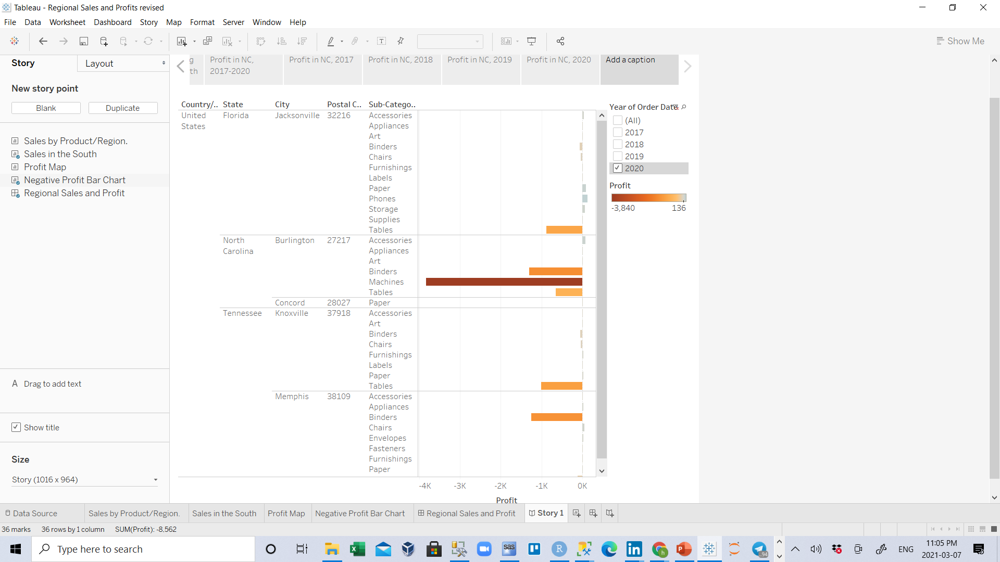 Tableau - Regional Sales and Profits revised
File Data Worksheet Dashboard Story Map Format Server Window Help
Show Me
Story Layout
New story point
Blank Duplicate
Sales by Product/Region.
Sales in the South
Profit Map
Negative Profit Bar Chart
Regional Sales and Profit
A Drag to add text
Show title
Size
Story (1016 x 964)
g
th
Profit in NC,
2017-2020
Profit in NC, 2017
Profit in NC, 2018
Profit in NC, 2019
Profit in NC, 2020
Add a caption
Country/.. State City Postal C.. Sub-Catego..
United
States
Florida Jacksonville 32216 Accessories
Appliances
Art
Binders
Chairs
Furnishings
Labels
Paper
Phones
Storage
Supplies
Tables
North
Carolina
Burlington 27217 Accessories
Appliances
Art
Binders
Machines
Tables
Concord 28027 Paper
Tennessee Knoxville 37918 Accessories
Art
Binders
Chairs
Furnishings
Labels
Paper
Tables
Memphis 38109 Accessories
Appliances
Binders
Chairs
Envelopes
Fasteners
Furnishings
Paper
-4K -3K -2K -1K 0K
Profit
Year of Order Date
(All)
2017
2018
2019
2020
Profit
-3,840 136
Data Source Sales by Product/Region. Sales in the South Profit Map Negative Profit Bar Chart Regional Sales and Profit Story 1
36 marks 36 rows by 1 column SUM(Profit): -8,562
Type here to search
sas
R
in
h
P
94
ENG
11:05 PM
2021-03-07